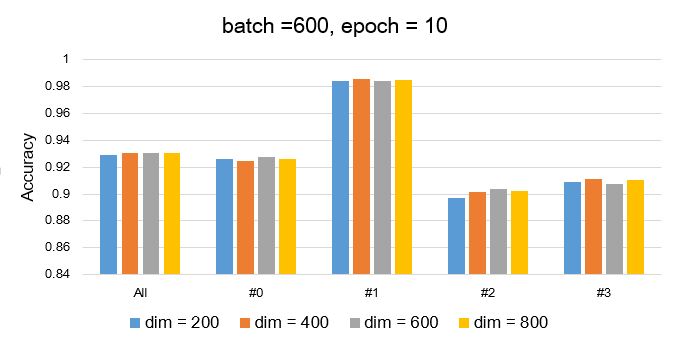 batch =600, epoch = 10
1
0.98
0.96
0.94
0.92
0.9
0.88
0.86
0.84
Accuracy
All #0 #1 #2 #3
dim = 200 dim = 400 dim = 600 dim = 800